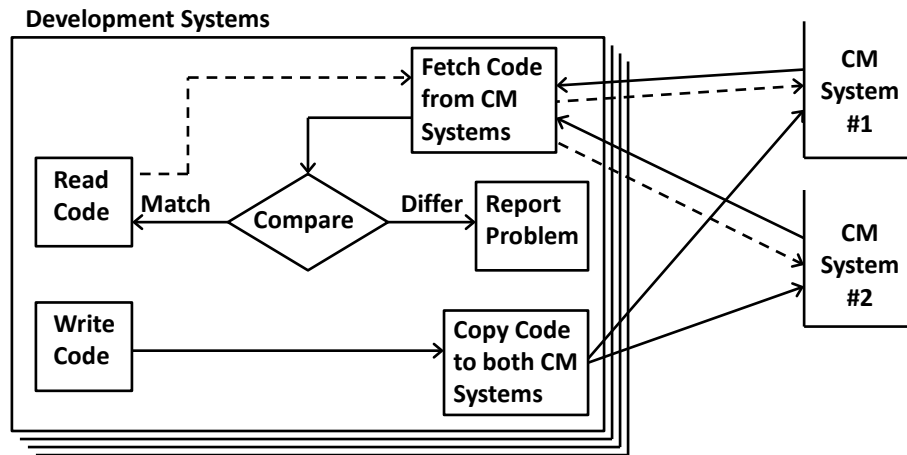 Development Systems
Fetch Code
from CM
Systems
CM
System
#1
Read
Code
Match
Compare
Differ
Report
Problem
CM
System
#2
Write
Code
Copy Code
to both CM
Systems